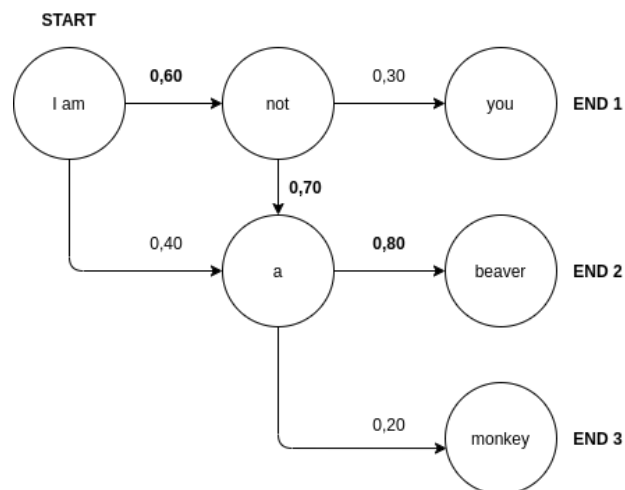 START
I am
0,60
not
0,30
you
END 1
0,70
0,40
a
0,80
beaver
END 2
0,20
monkey
END 3